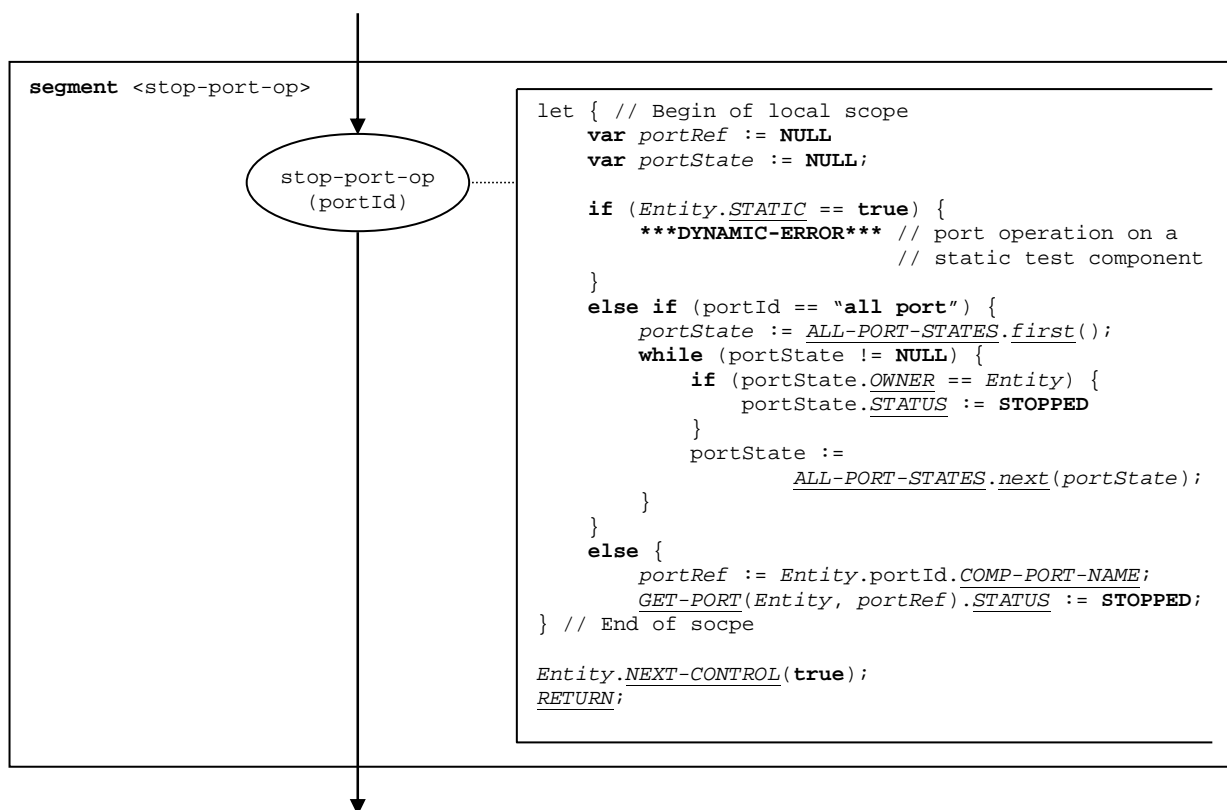 segment <stop-port-op>
stop-port-op
(portId)
let { // Begin of local scope
var portRef := NULL
var portState := NULL;
if (Entity.STATIC == true) {
***DYNAMIC-ERROR*** // port operation on a
// static test component
}
else if (portId == “all port”) {
portState := ALL-PORT-STATES.first();
while (portState != NULL) {
if (portState.OWNER == Entity) {
portState.STATUS := STOPPED
}
portState :=
ALL-PORT-STATES.next(portState);
}
}
else {
portRef := Entity.portId.COMP-PORT-NAME;
GET-PORT(Entity, portRef).STATUS := STOPPED;
} // End of socpe
Entity.NEXT-CONTROL(true);
RETURN;